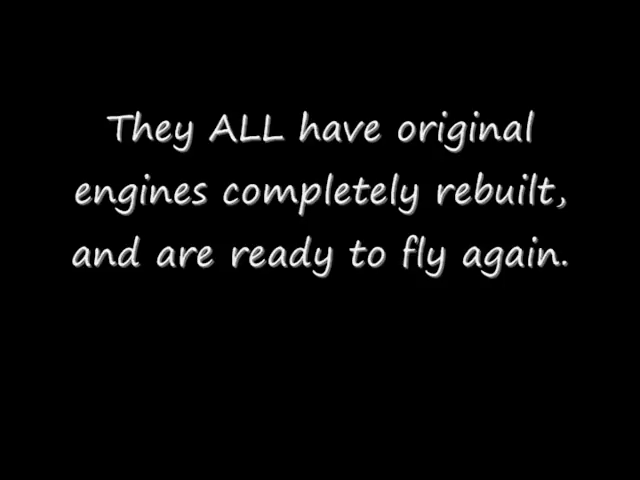 They ALL have original
engines completely rebuilt,
and are ready to fly again.